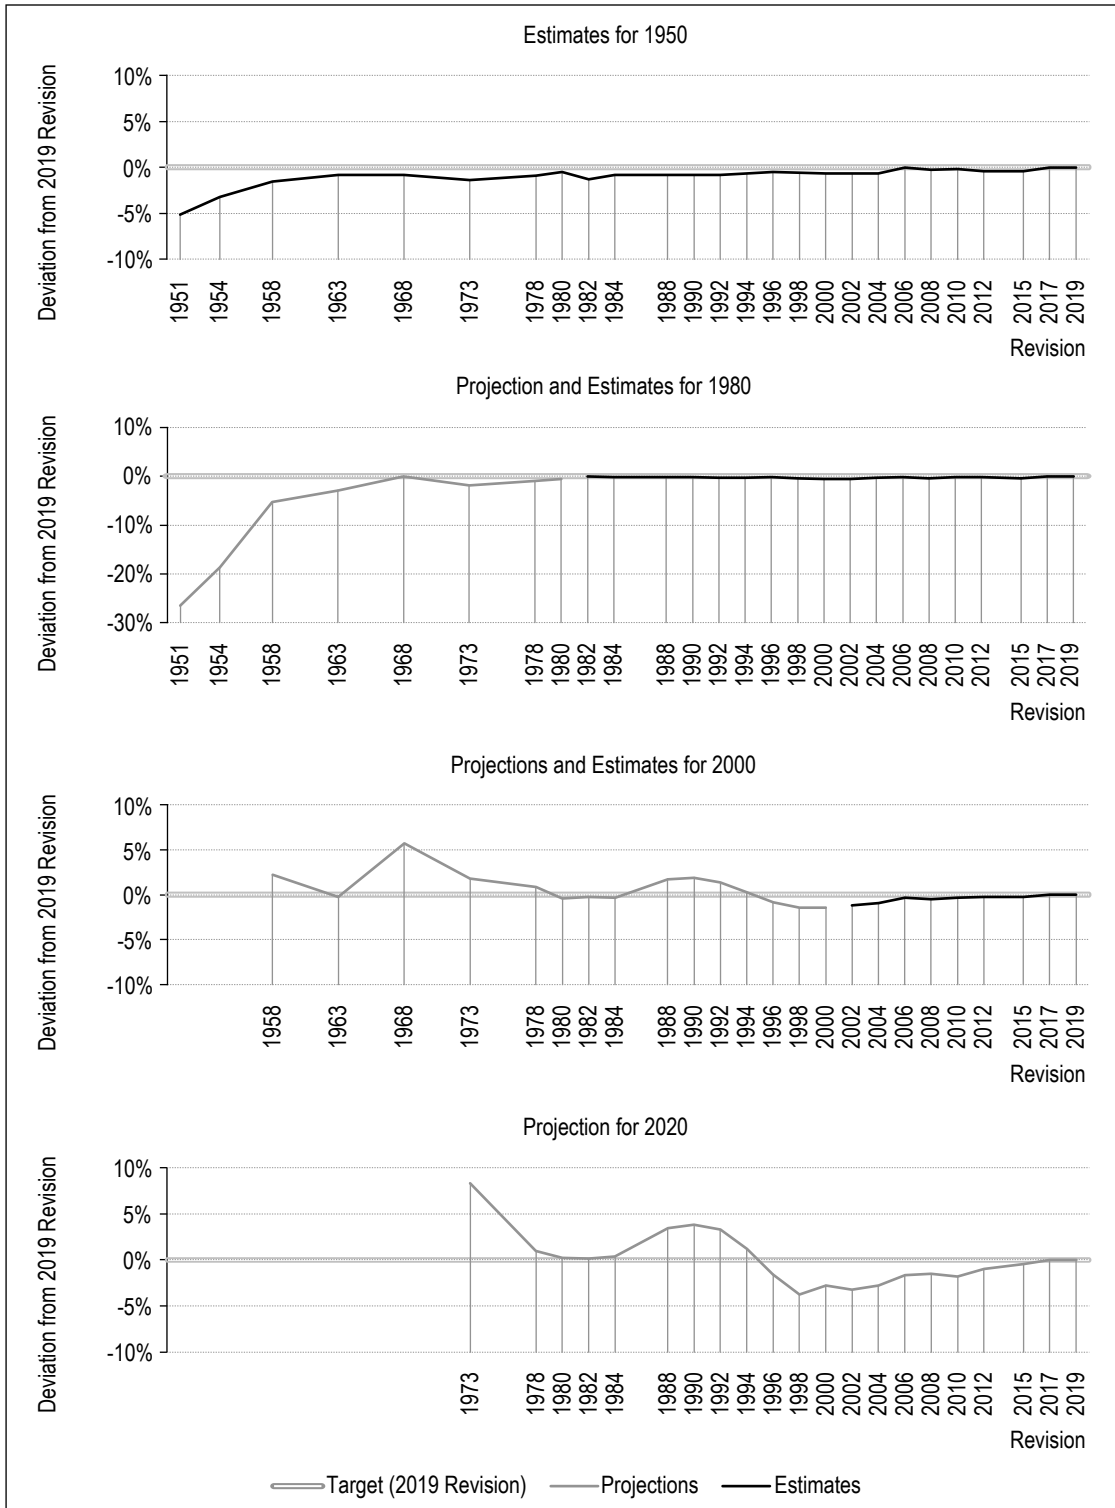 Estimates for 1950
Deviation from 2019 Revision
10%
5%
0%
-5%
-10%
1951 1954 1958 1963 1968 1973 1978 1980 1982 1984 1988 1990 1992 1994 1996 1998 2000 2002 2004 2006 2008 2010 2012 2015 2017 2019
Revision
Projection and Estimates for 1980
Deviation from 2019 Revision
10%
0%
-10%
-20%
-30%
1951 1954 1958 1963 1968 1973 1978 1980 1982 1984 1988 1990 1992 1994 1996 1998 2000 2002 2004 2006 2008 2010 2012 2015 2017 2019
Revision
Projections and Estimates for 2000
Deviation from 2019 Revision
10%
5%
0%
-5%
-10%
1958 1963 1968 1973 1978 1980 1982 1984 1988 1990 1992 1994 1996 1998 2000 2002 2004 2006 2008 2010 2012 2015 2017 2019
Revision
Projection for 2020
Deviation from 2019 Revision
10%
5%
0%
-5%
-10%
1973 1978 1980 1982 1984 1988 1990 1992 1994 1996 1998 2000 2002 2004 2006 2008 2010 2012 2015 2017 2019
Revision
Target (2019 Revision) Projections Estimates